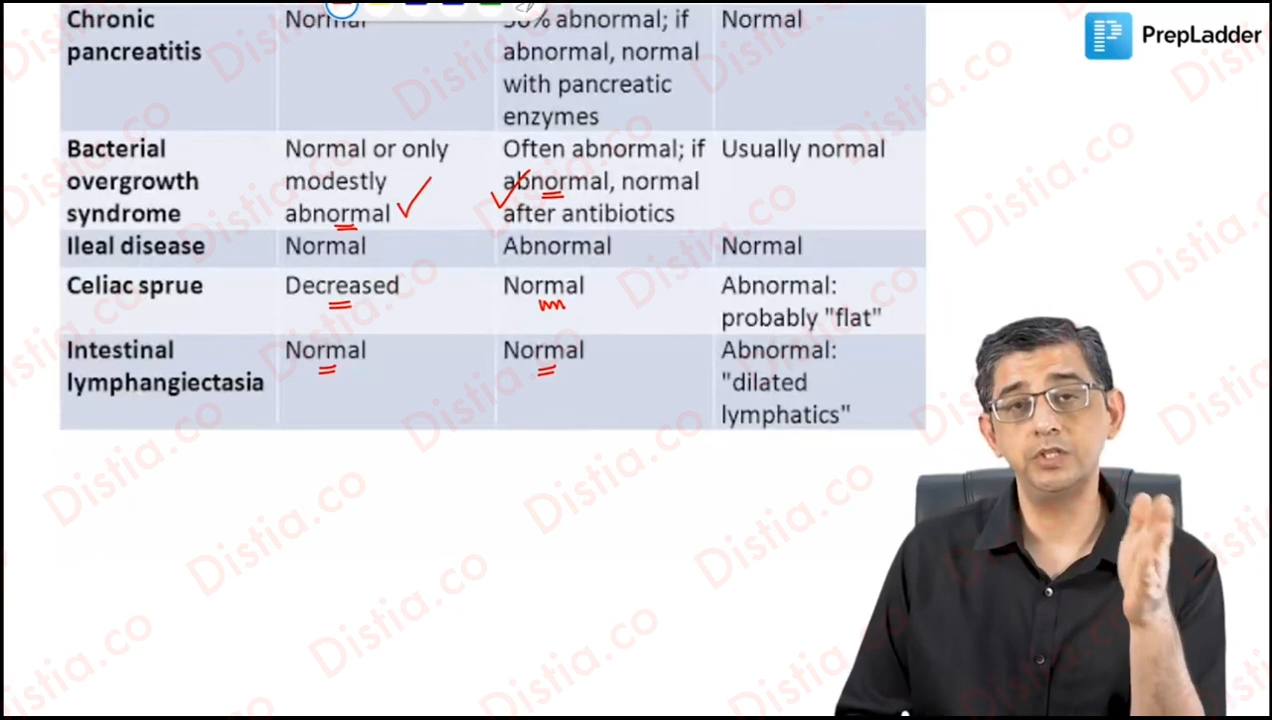 PrepLadder
Chronic pancreatitis | Normal | 50% abnormal; if abnormal, normal with pancreatic enzymes | Normal
Bacterial overgrowth syndrome | Normal or only modestly abnormal | Often abnormal; if abnormal, normal after antibiotics | Usually normal
Ileal disease | Normal | Abnormal | Normal
Celiac sprue | Decreased | Normal | Abnormal: probably "flat"
Intestinal lymphangiectasia | Normal | Normal | Abnormal: "dilated lymphatics"
Distia.co